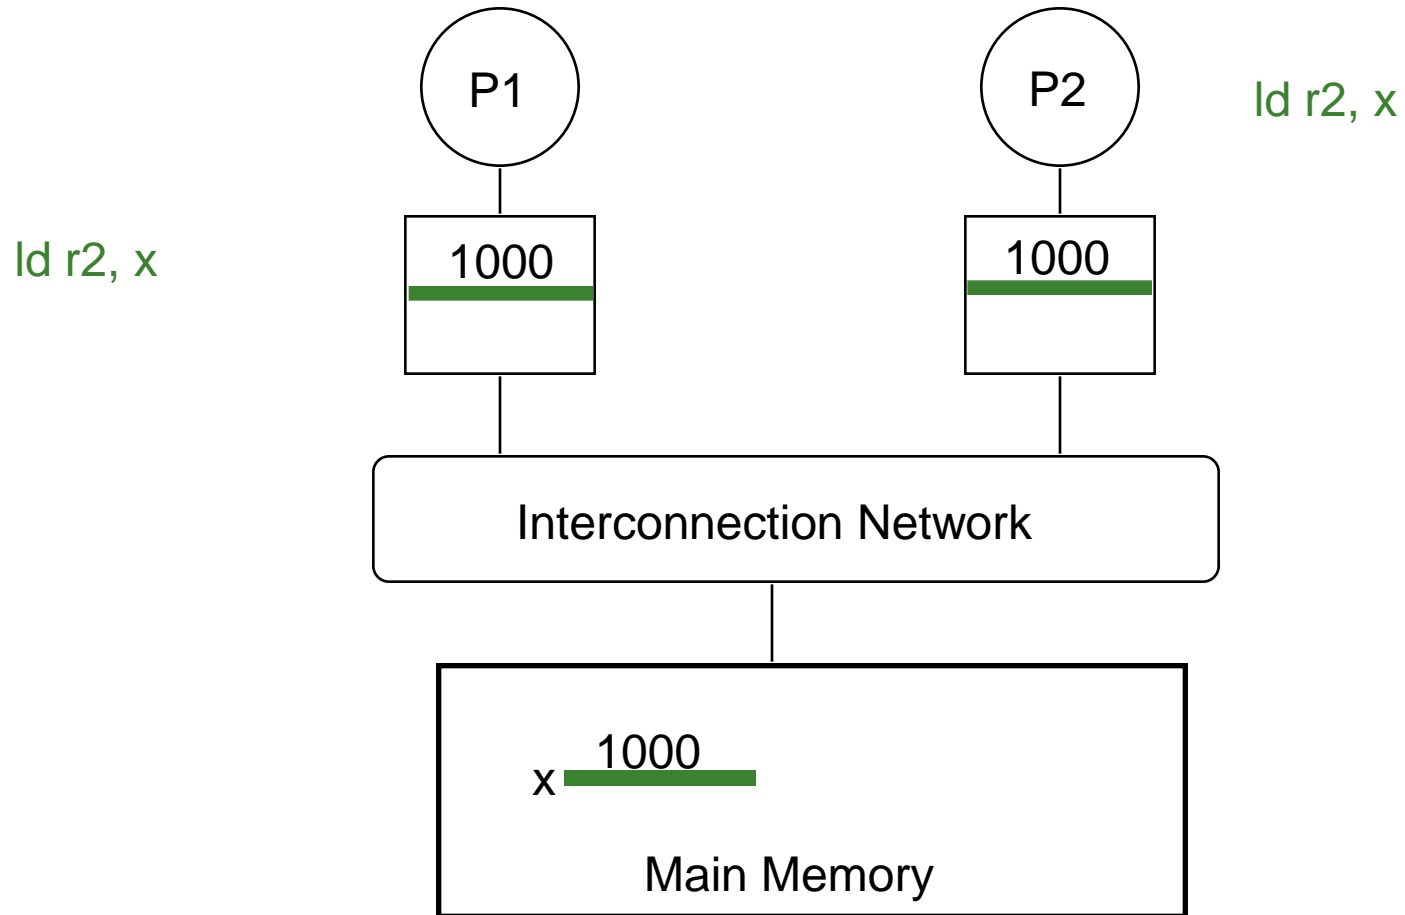 P1
P2
ld r2, x
ld r2, x
1000
1000
Interconnection Network
1000
x
Main Memory